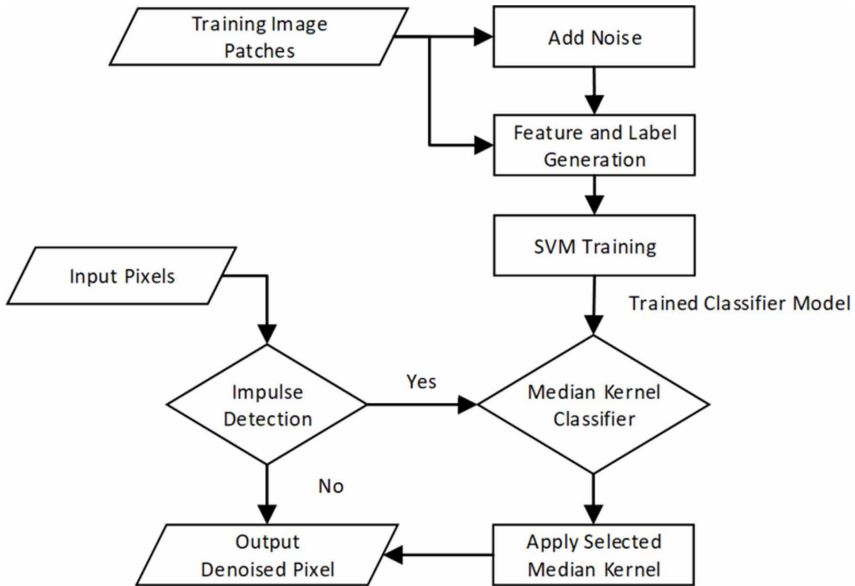 Training Image
Patches
Add Noise
Feature and Label
Generation
SVM Training
Input Pixels
Trained Classifier Model
Impulse
Detection
Yes
Median Kernel
Classifier
No
Output
Denoised Pixel
Apply Selected
Median Kernel